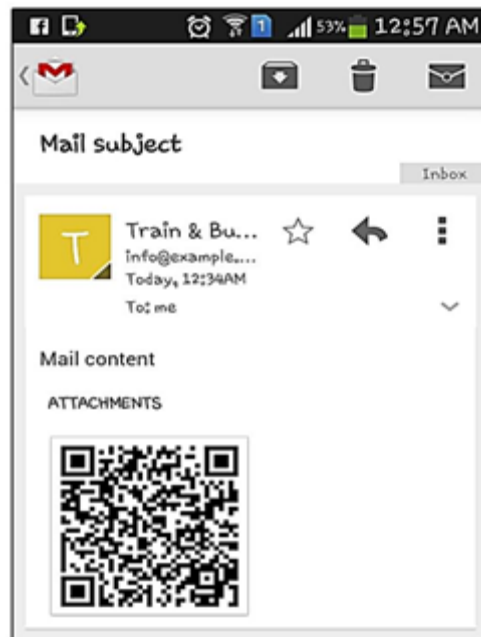 1 53% 12:57 AM
Mail subject
Inbox
T
Train & Bu...
info@example....
Today, 12:34AM
To: me
Mail content
ATTACHMENTS